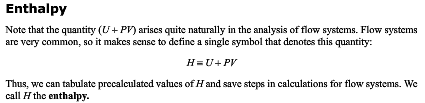 Enthalpy
Note that the quantity (U + PV) arises quite naturally in the analysis of flow systems. Flow systems
are very common, so it makes sense to define a single symbol that denotes this quantity:
H ≡ U + PV
Thus, we can tabulate precalculated values of H and save steps in calculations for flow systems. We
call H the enthalpy.